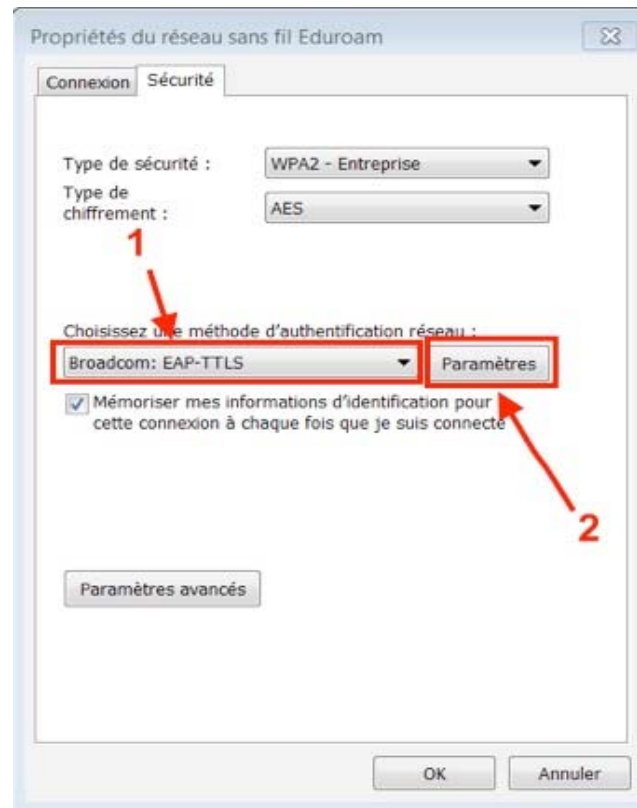 Propriétés du réseau sans fil Eduroam
Connexion Sécurité
Type de sécurité : WPA2 - Entreprise
Type de
chiffrement : AES
1
Choisissez une méthode d'authentification réseau :
Broadcom: EAP-TTLS Paramètres
Mémoriser mes informations d'identification pour
cette connexion à chaque fois que je suis connecté
2
Paramètres avancés
OK Annuler